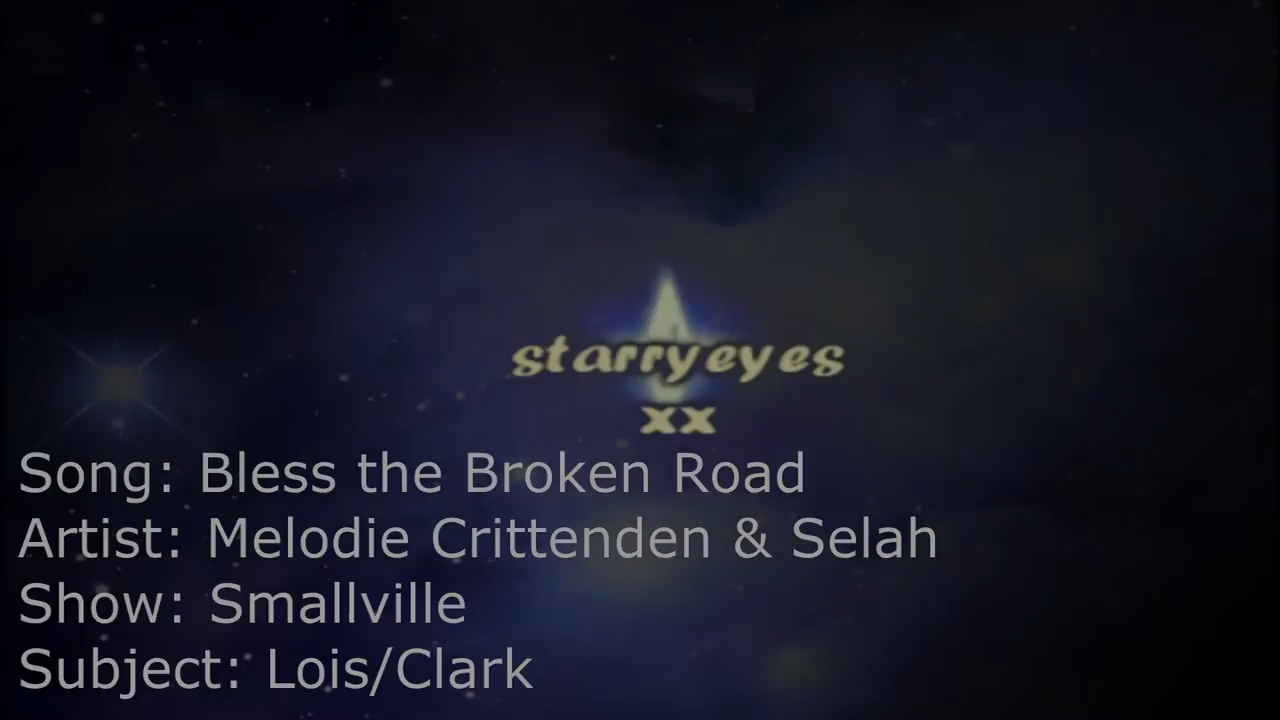 starryeyes
xx
Song: Bless the Broken Road
Artist: Melodie Crittenden & Selah
Show: Smallville
Subject: Lois/Clark